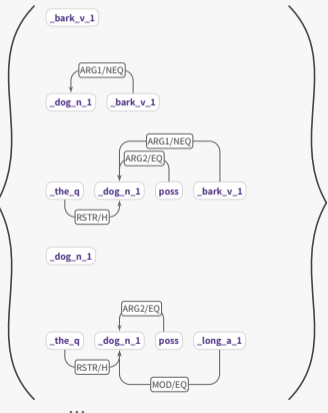 _bark_v_1
ARG1/NEQ
_dog_n_1 _bark_v_1
ARG1/NEQ
ARG2/EQ
_the_q _dog_n_1 poss _bark_v_1
RSTR/H
_dog_n_1
ARG2/EQ
_the_q _dog_n_1 poss _long_a_1
RSTR/H
MOD/EQ
...